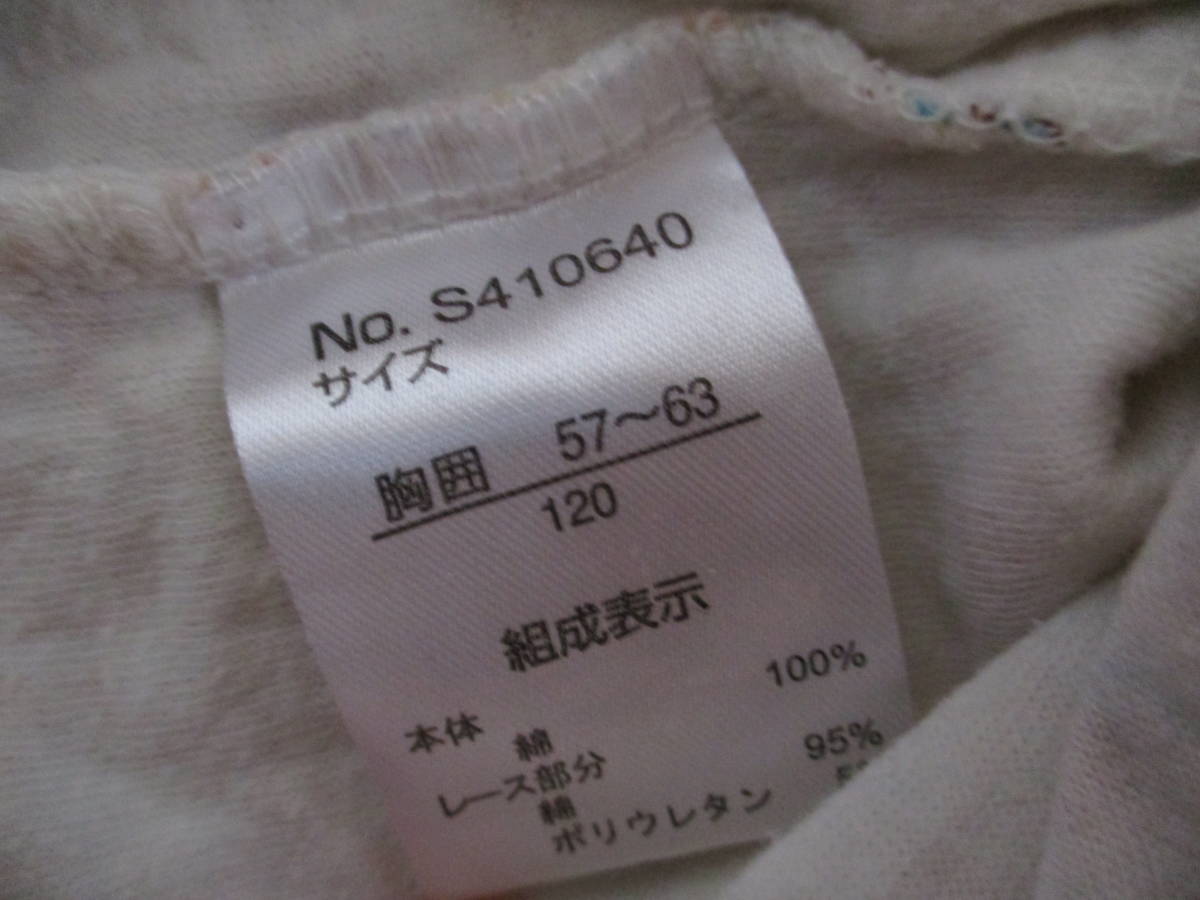 No. S410640
サイズ
胸囲 57〜63
120
組成表示
本体
綿 100%
レース部分
綿 95%
ポリウレタン